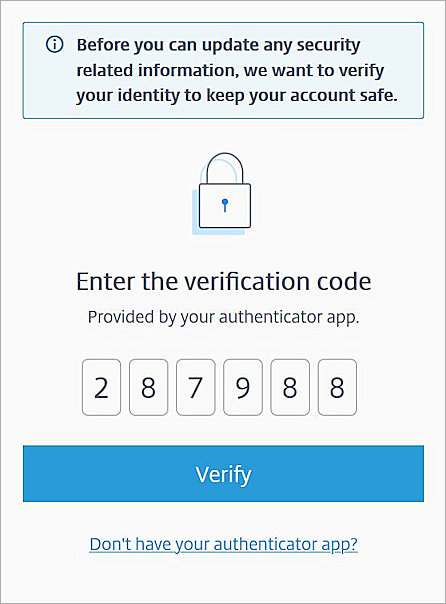 Before you can update any security
related information, we want to verify
your identity to keep your account safe.
Enter the verification code
Provided by your authenticator app.
2 8 7 9 8 8
Verify
Don't have your authenticator app?